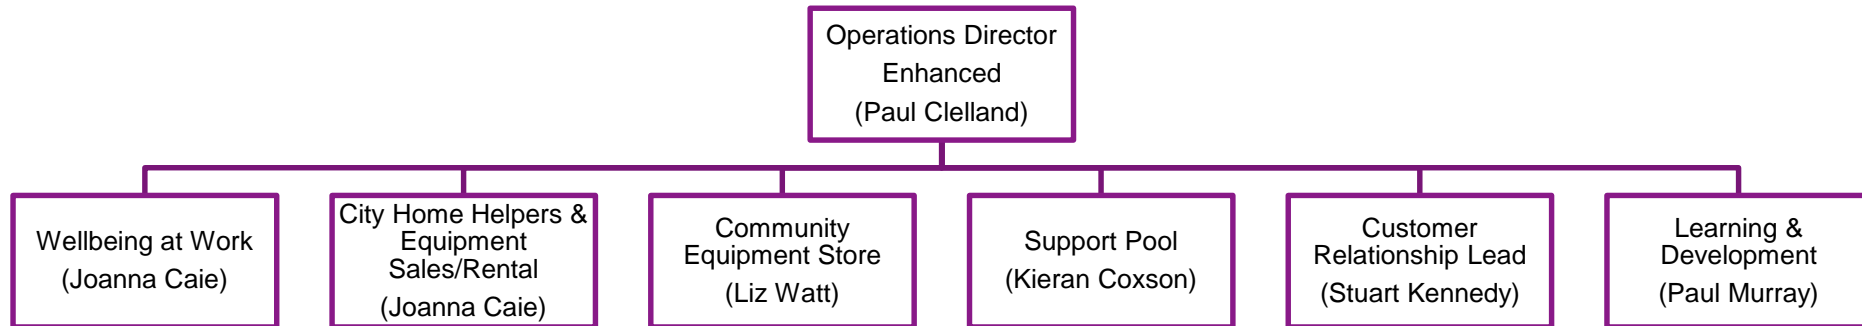 Operations Director
Enhanced
(Paul Clelland)
Wellbeing at Work
(Joanna Caie)
City Home Helpers &
Equipment
Sales/Rental
(Joanna Caie)
Community
Equipment Store
(Liz Watt)
Support Pool
(Kieran Coxson)
Customer
Relationship Lead
(Stuart Kennedy)
Learning &
Development
(Paul Murray)